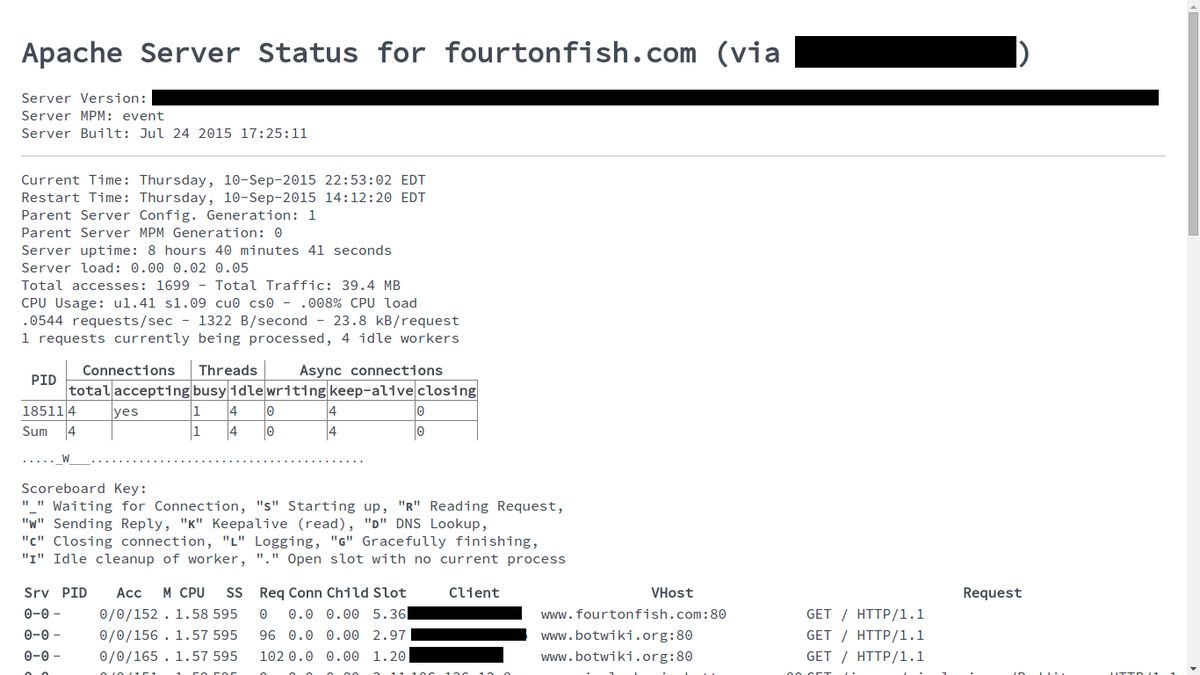 Apache Server Status for fourtonfish.com (via )
Server Version:
Server MPM: event
Server Built: Jul 24 2015 17:25:11
Current Time: Thursday, 10-Sep-2015 22:53:02 EDT
Restart Time: Thursday, 10-Sep-2015 14:12:20 EDT
Parent Server Config. Generation: 1
Parent Server MPM Generation: 0
Server uptime: 8 hours 40 minutes 41 seconds
Server load: 0.00 0.02 0.05
Total accesses: 1699 - Total Traffic: 39.4 MB
CPU Usage: u1.41 s1.09 cu0 cs0 - .008% CPU load
.0544 requests/sec - 1322 B/second - 23.8 kB/request
1 requests currently being processed, 4 idle workers
PID Connections Threads Async connections
total accepting busy idle writing keep-alive closing
18511 4 yes 1 4 0 4 0
Sum 4 1 4 0 4 0
....._W___........................................
Scoreboard Key:
"_" Waiting for Connection, "S" Starting up, "R" Reading Request,
"W" Sending Reply, "K" Keepalive (read), "D" DNS Lookup,
"C" Closing connection, "L" Logging, "G" Gracefully finishing,
"I" Idle cleanup of worker, "." Open slot with no current process
Srv PID Acc M CPU SS Req Conn Child Slot Client VHost Request
0-0 - 0/0/152 . 1.58 595 0 0.0 0.00 5.36 www.fourtonfish.com:80 GET / HTTP/1.1
0-0 - 0/0/156 . 1.57 595 96 0.0 0.00 2.97 www.botwiki.org:80 GET / HTTP/1.1
0-0 - 0/0/165 . 1.57 595 102 0.0 0.00 1.20 www.botwiki.org:80 GET / HTTP/1.1